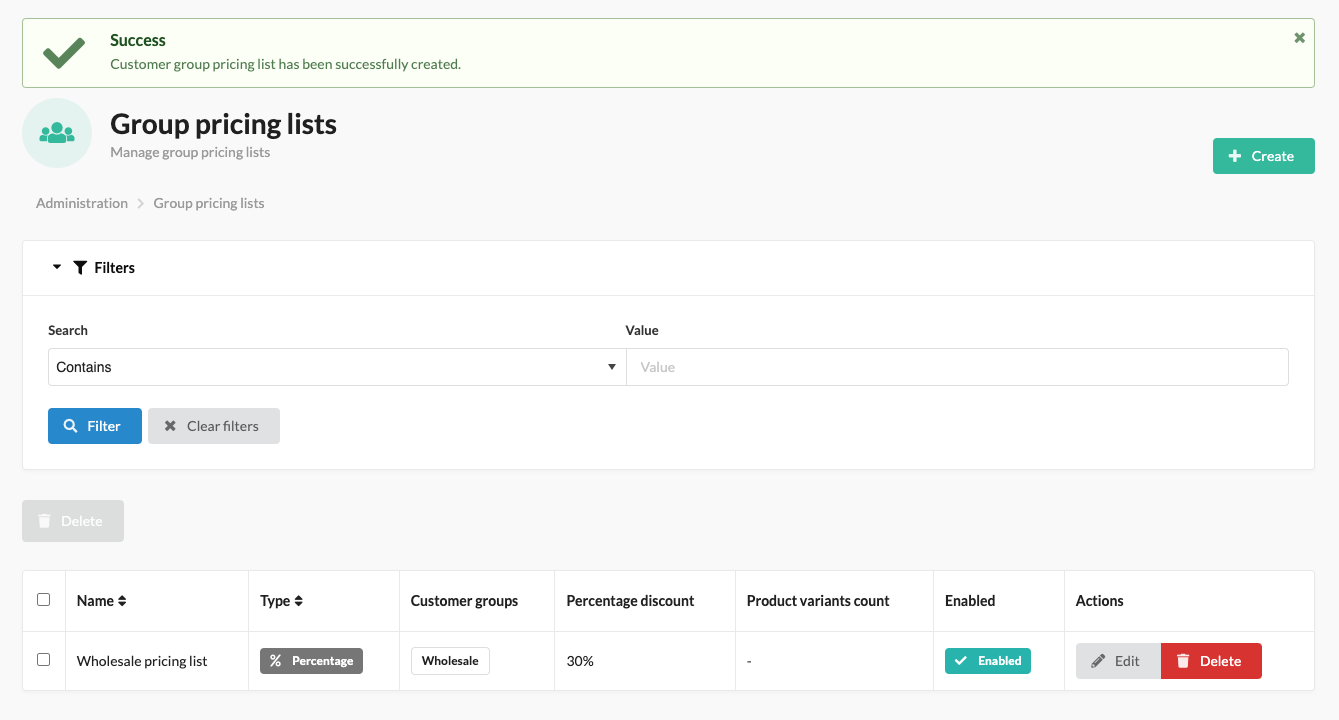 Success
Customer group pricing list has been successfully created.
Group pricing lists
Manage group pricing lists
Create
Administration Group pricing lists
Filters
Search Value
Contains Value
Filter Clear filters
Delete
Name Type Customer groups Percentage discount Product variants count Enabled Actions
Wholesale pricing list % Percentage Wholesale 30% - Enabled Edit Delete